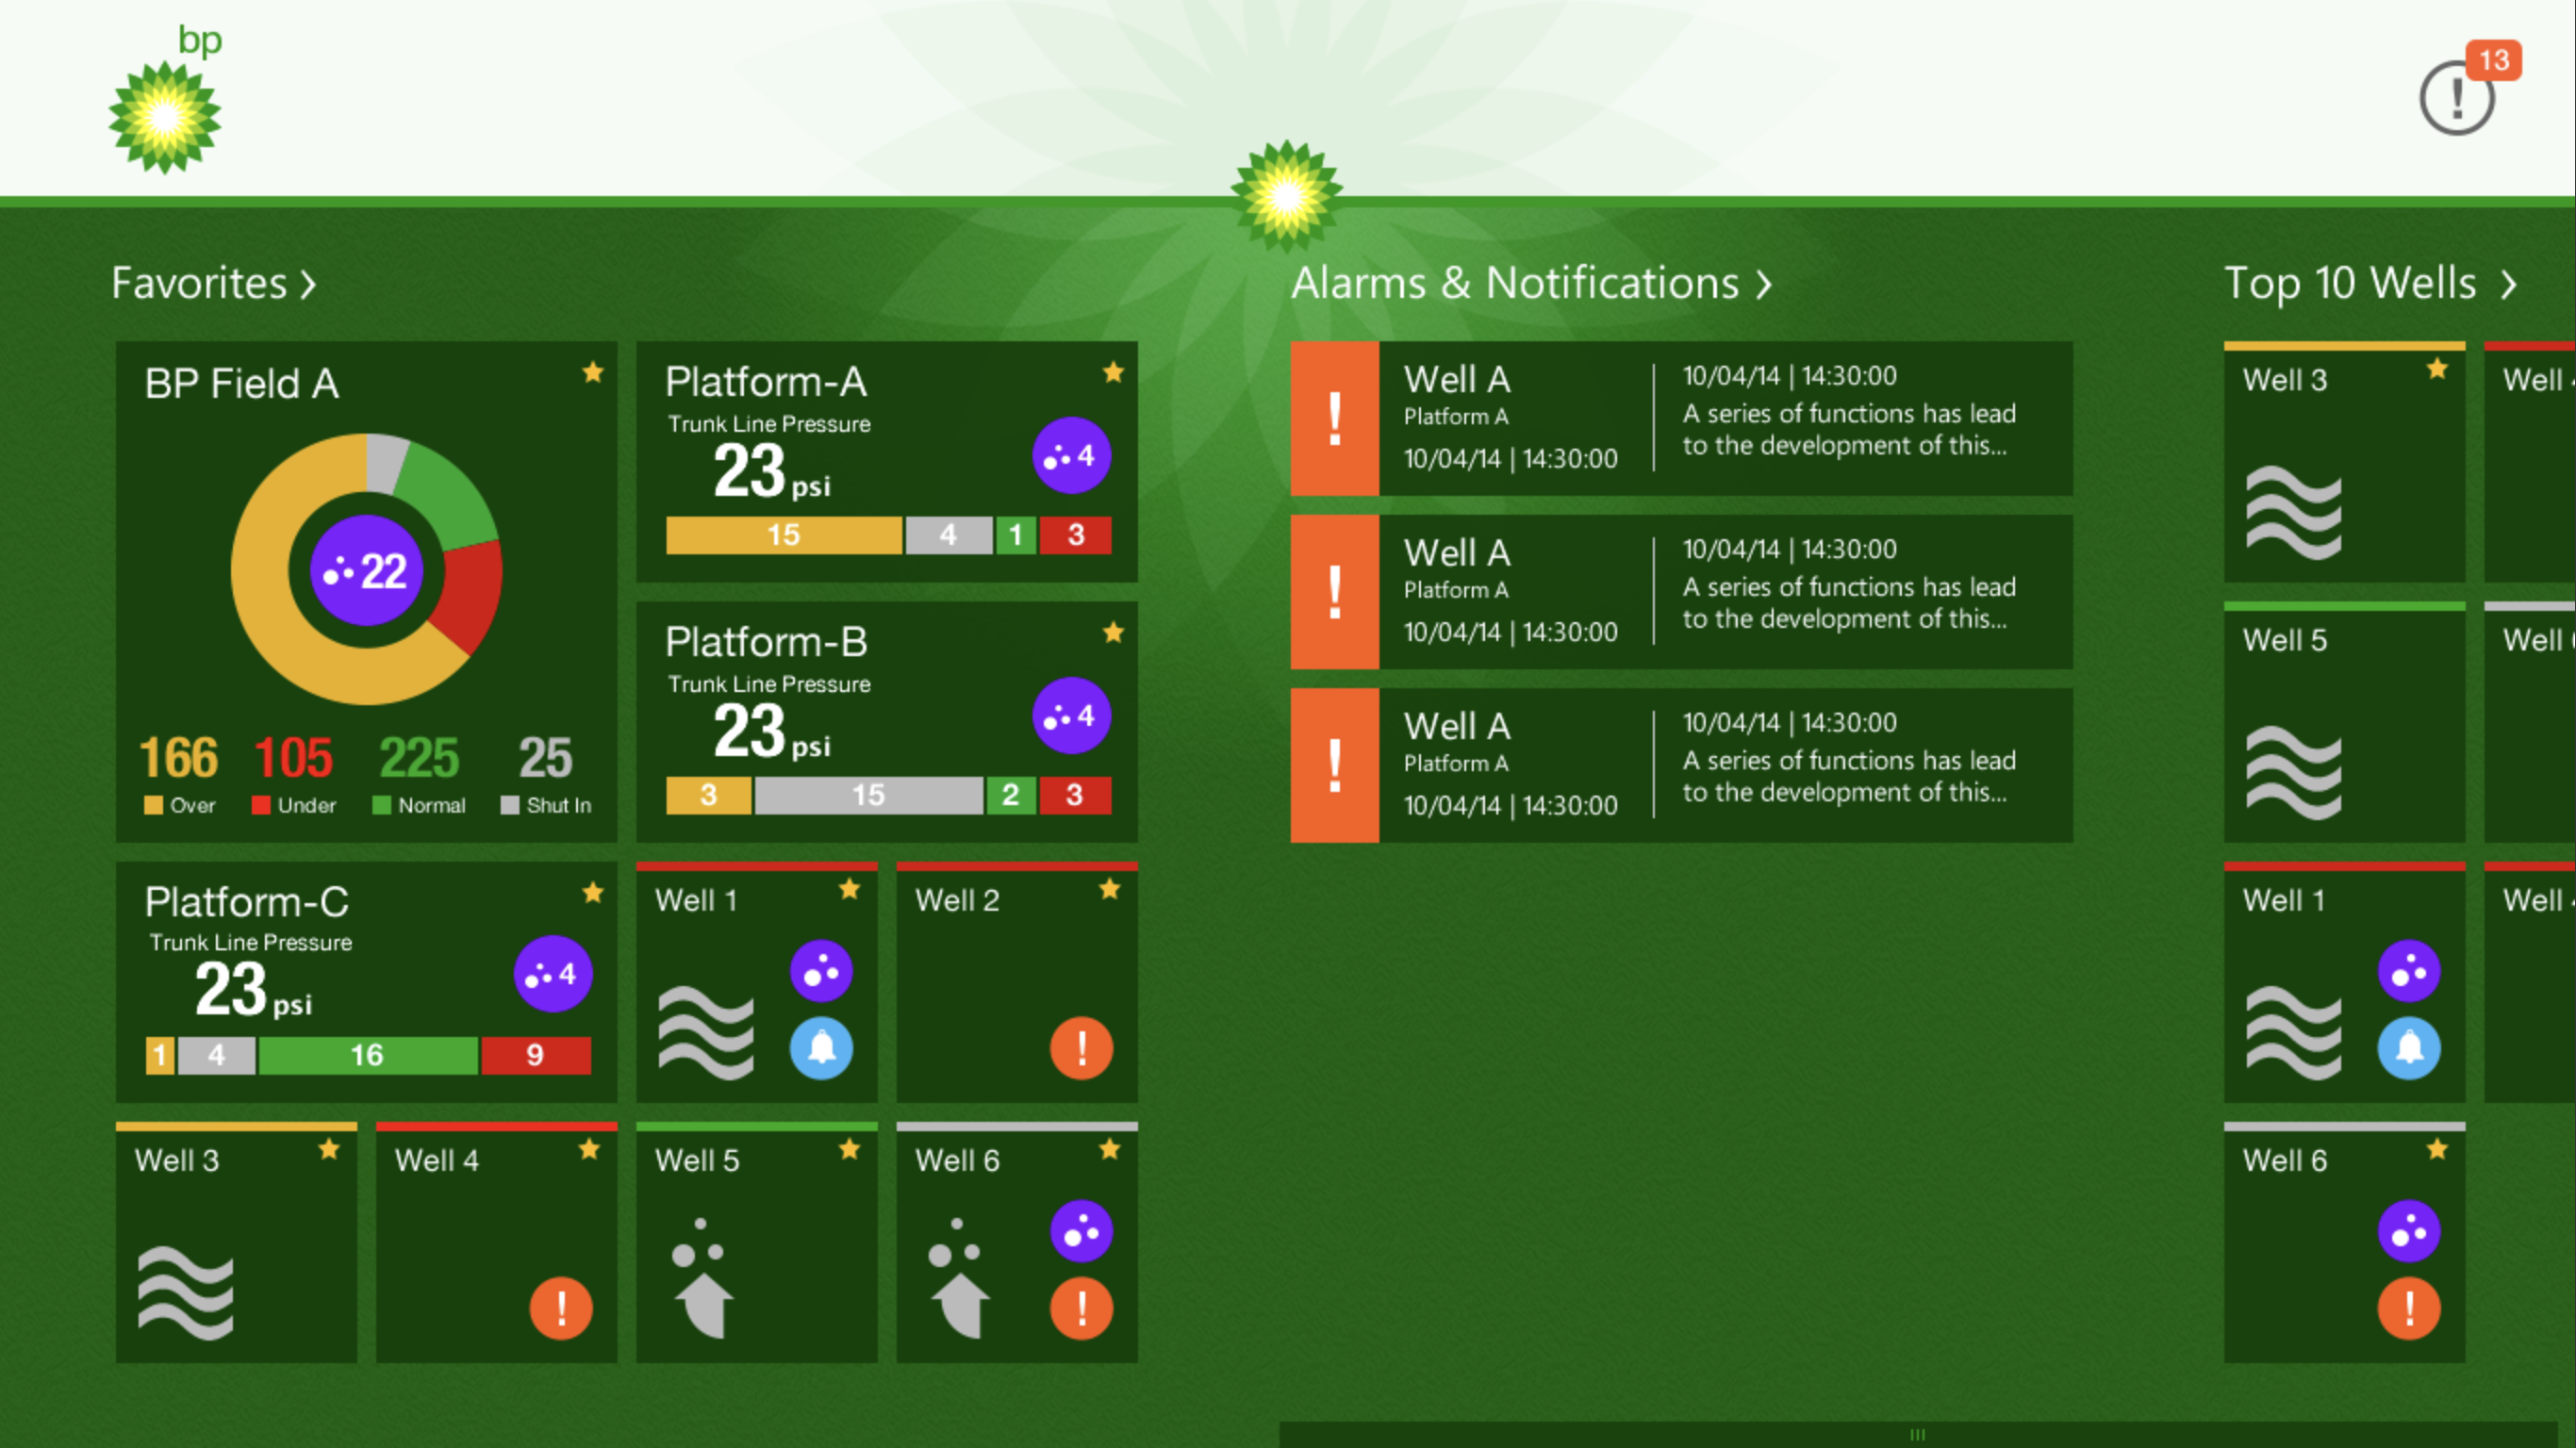 bp
13
Favorites
Alarms & Notifications
Top 10 Wells
BP Field A
22
166 105 225 25
Over Under Normal Shut In
Platform-A
Trunk Line Pressure
23 psi
4
15 4 1 3
Platform-B
Trunk Line Pressure
23 psi
4
3 15 2 3
Platform-C
Trunk Line Pressure
23 psi
4
1 4 16 9
Well 1
Well 2
Well 3
Well 4
Well 5
Well 6
Well A
Platform A
10/04/14 | 14:30:00
10/04/14 | 14:30:00
A series of functions has lead
to the development of this...
Well A
Platform A
10/04/14 | 14:30:00
10/04/14 | 14:30:00
A series of functions has lead
to the development of this...
Well A
Platform A
10/04/14 | 14:30:00
10/04/14 | 14:30:00
A series of functions has lead
to the development of this...
Well 3
Well
Well 5
Well
Well 1
Well
Well 6